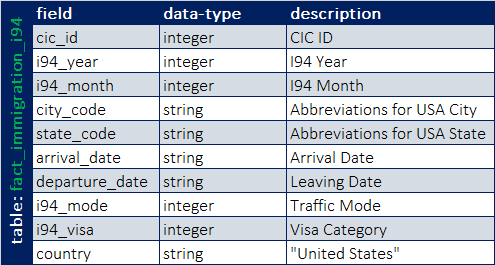 table: fact_immigration_i94
field data-type description
cic_id integer CIC ID
i94_year integer I94 Year
i94_month integer I94 Month
city_code string Abbreviations for USA City
state_code string Abbreviations for USA State
arrival_date string Arrival Date
departure_date string Leaving Date
i94_mode integer Traffic Mode
i94_visa integer Visa Category
country string "United States"